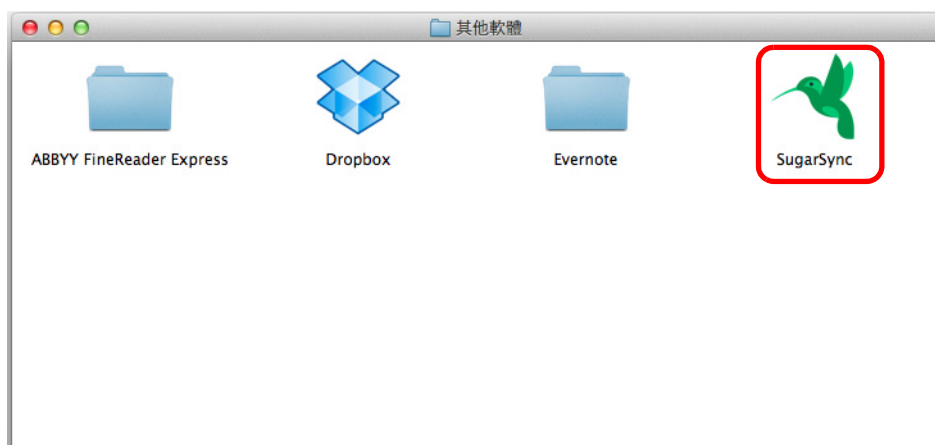 其他軟體
ABBYY FineReader Express
Dropbox
Evernote
SugarSync